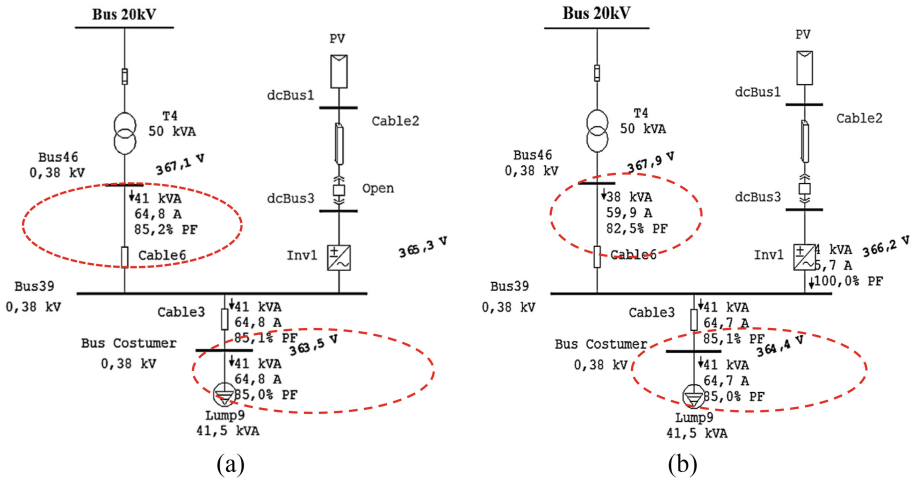 (a)
Bus 20kV
PV
dcBus1
T4
50 kVA
Cable2
Bus46
0,38 kV
367,1 V
41 kVA
64,8 A
85,2% PF
Open
dcBus3
Cable6
Inv1
365,3 V
Bus39
0,38 kV
Cable3
41 kVA
64,8 A
85,1% PF
Bus Costumer
0,38 kV
363,5 V
41 kVA
64,8 A
85,0% PF
Lump9
41,5 kVA
(a)
(b)
Bus 20kV
PV
dcBus1
T4
50 kVA
Cable2
Bus46
0,38 kV
367,9 V
38 kVA
59,9 A
82,5% PF
dcBus3
Cable6
Inv1
4 kVA
5,7 A
100,0% PF
366,2 V
Bus39
0,38 kV
Cable3
41 kVA
64,7 A
85,1% PF
Bus Costumer
0,38 kV
364,4 V
41 kVA
64,7 A
85,0% PF
Lump9
41,5 kVA
(b)